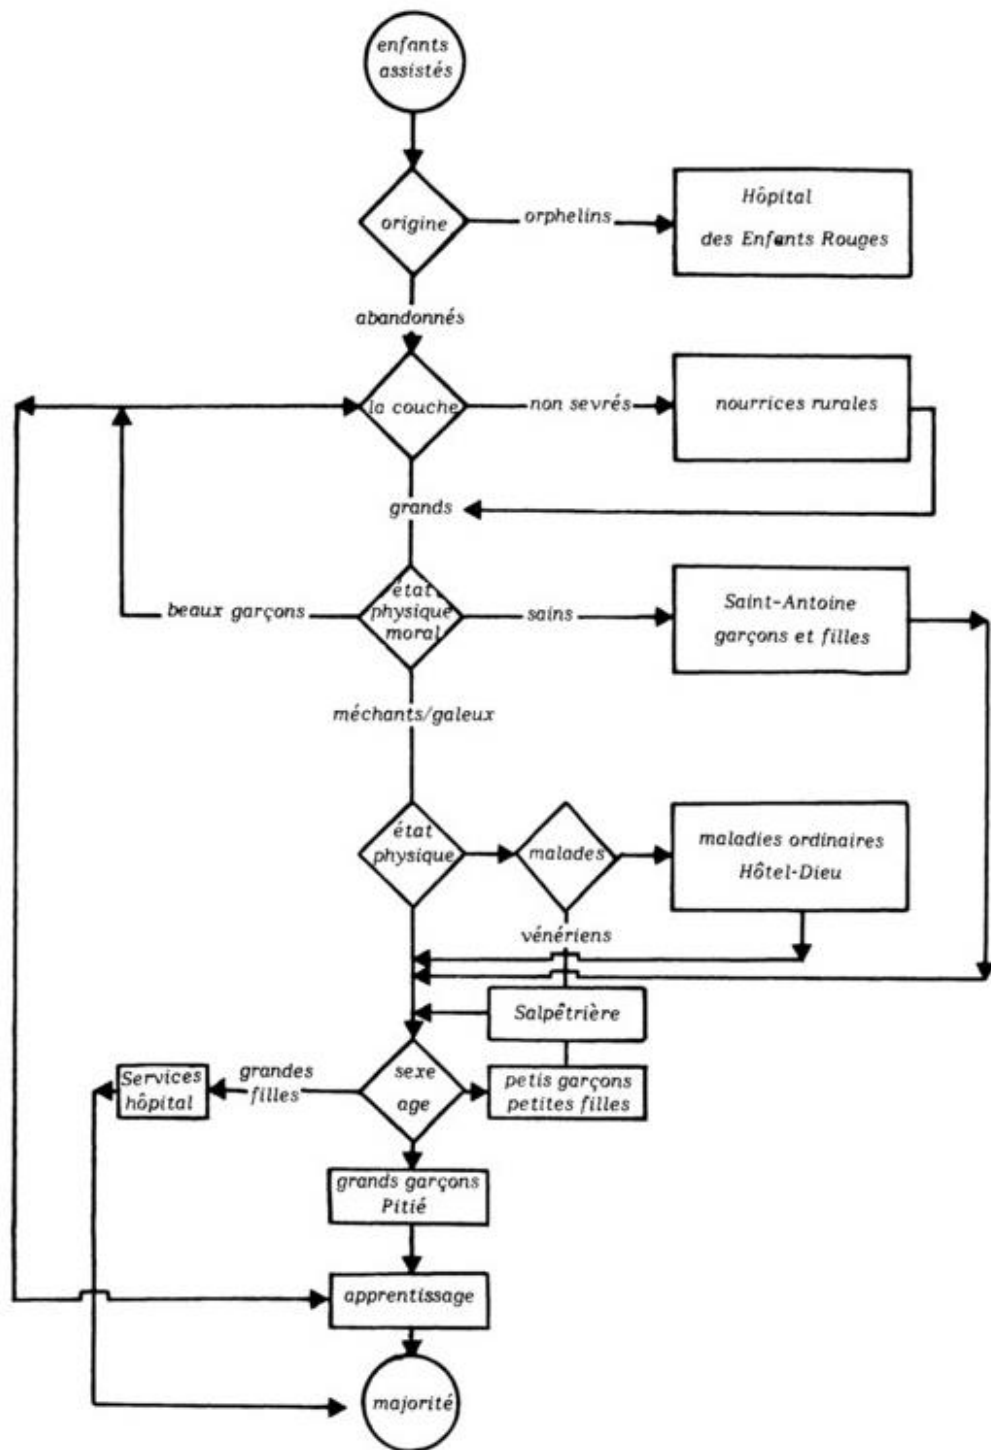 enfants
assistés
origine
orphelins
Hôpital
des Enfants Rouges
abandonnés
la couche
non sevrés
nourrices rurales
grands
beaux garçons
état
physique
moral
sains
Saint-Antoine
garçons et filles
méchants/galeux
état
physique
malades
maladies ordinaires
Hôtel-Dieu
vénériens
Salpêtrière
Services
hôpital
grandes
filles
sexe
age
petis garçons
petites filles
grands garçons
Pitié
apprentissage
majorité